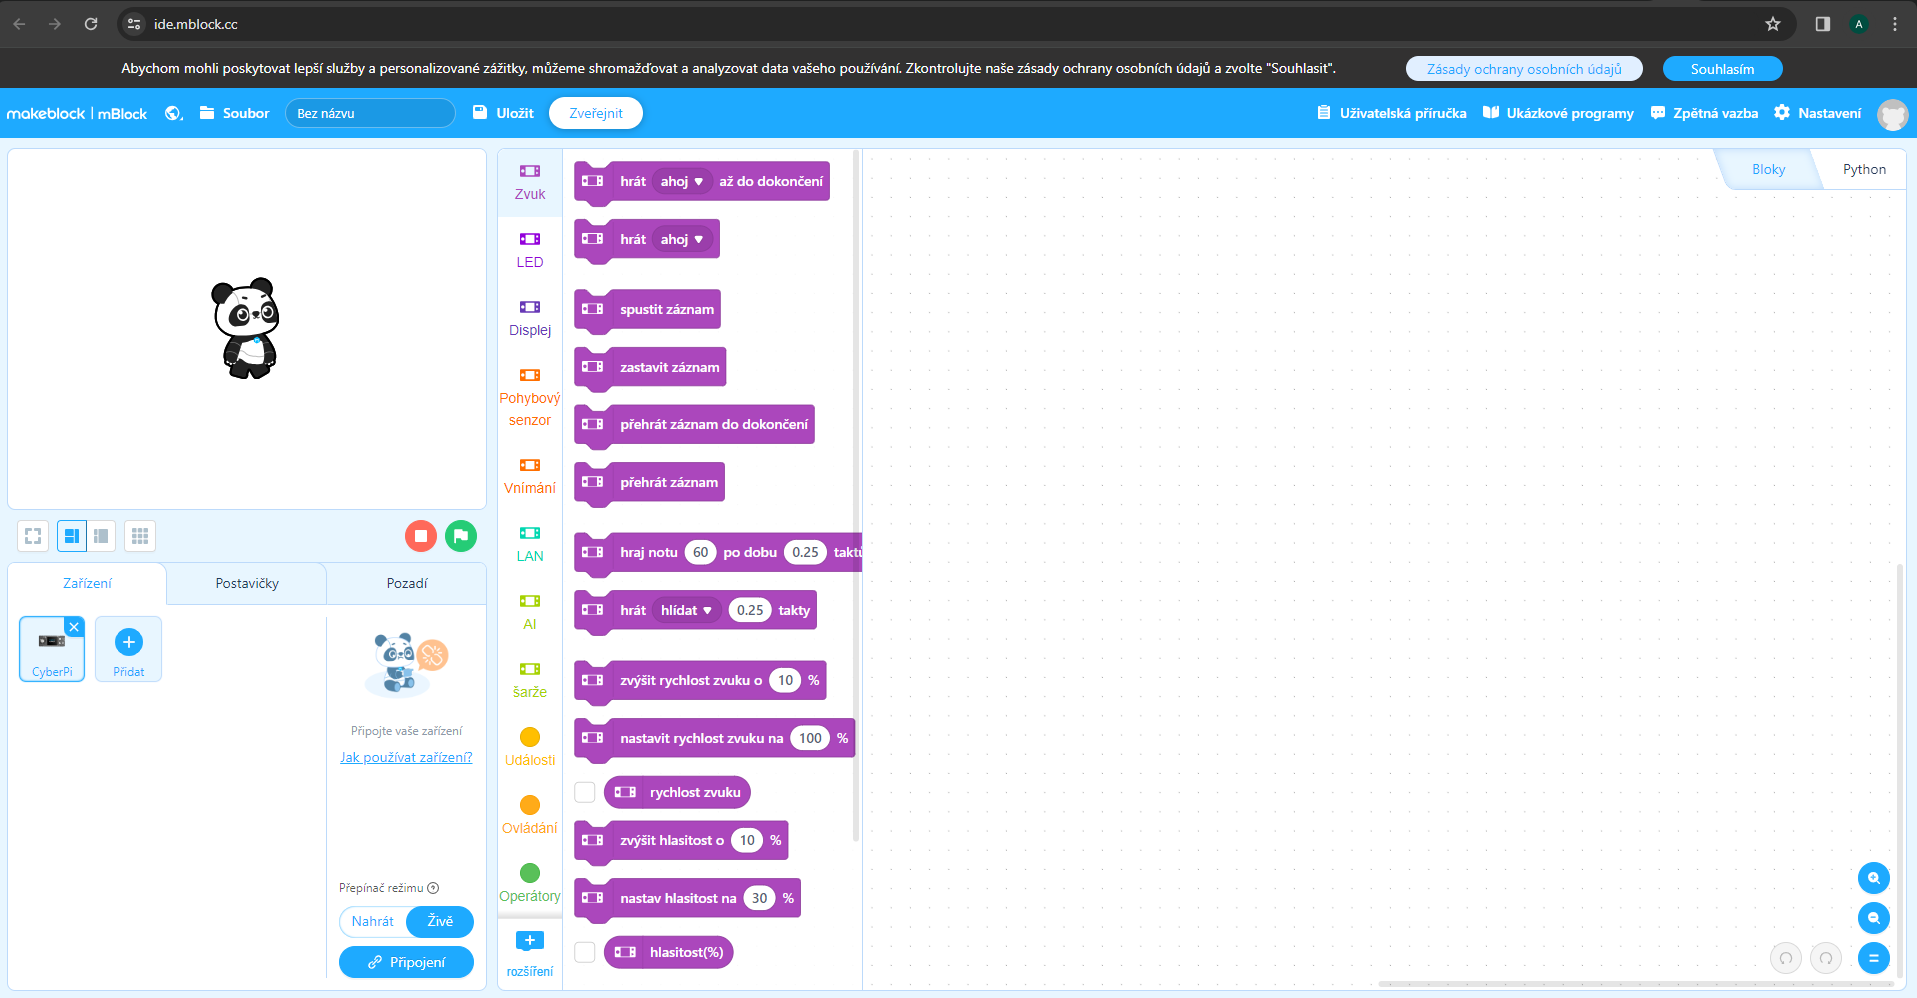 ide.mblock.cc
A
Abychom mohli poskytovat lepší služby a personalizované zážitky, můžeme shromažďovat a analyzovat data vašeho používání. Zkontrolujte naše zásady ochrany osobních údajů a zvolte "Souhlasit".
Zásady ochrany osobních údajů
Souhlasím
makeblock | mBlock
Soubor
Bez názvu
Uložit
Zveřejnit
Uživatelská příručka
Ukázkové programy
Zpětná vazba
Nastavení
Zařízení
Postavičky
Pozadí
CyberPi
Přidat
Připojte vaše zařízení
Jak používat zařízení?
Přepínač režimu
Nahrát
Živě
Připojení
Zvuk
LED
Displej
Pohybový
senzor
Vnímání
LAN
AI
šarže
Události
Ovládání
Operátory
rozšíření
hrát ahoj až do dokončení
hrát ahoj
spustit záznam
zastavit záznam
přehrát záznam do dokončení
přehrát záznam
hraj notu 60 po dobu 0.25 taktů
hrát hlídat 0.25 takty
zvýšit rychlost zvuku o 10 %
nastavit rychlost zvuku na 100 %
rychlost zvuku
zvýšit hlasitost o 10 %
nastav hlasitost na 30 %
hlasitost(%)
Bloky
Python